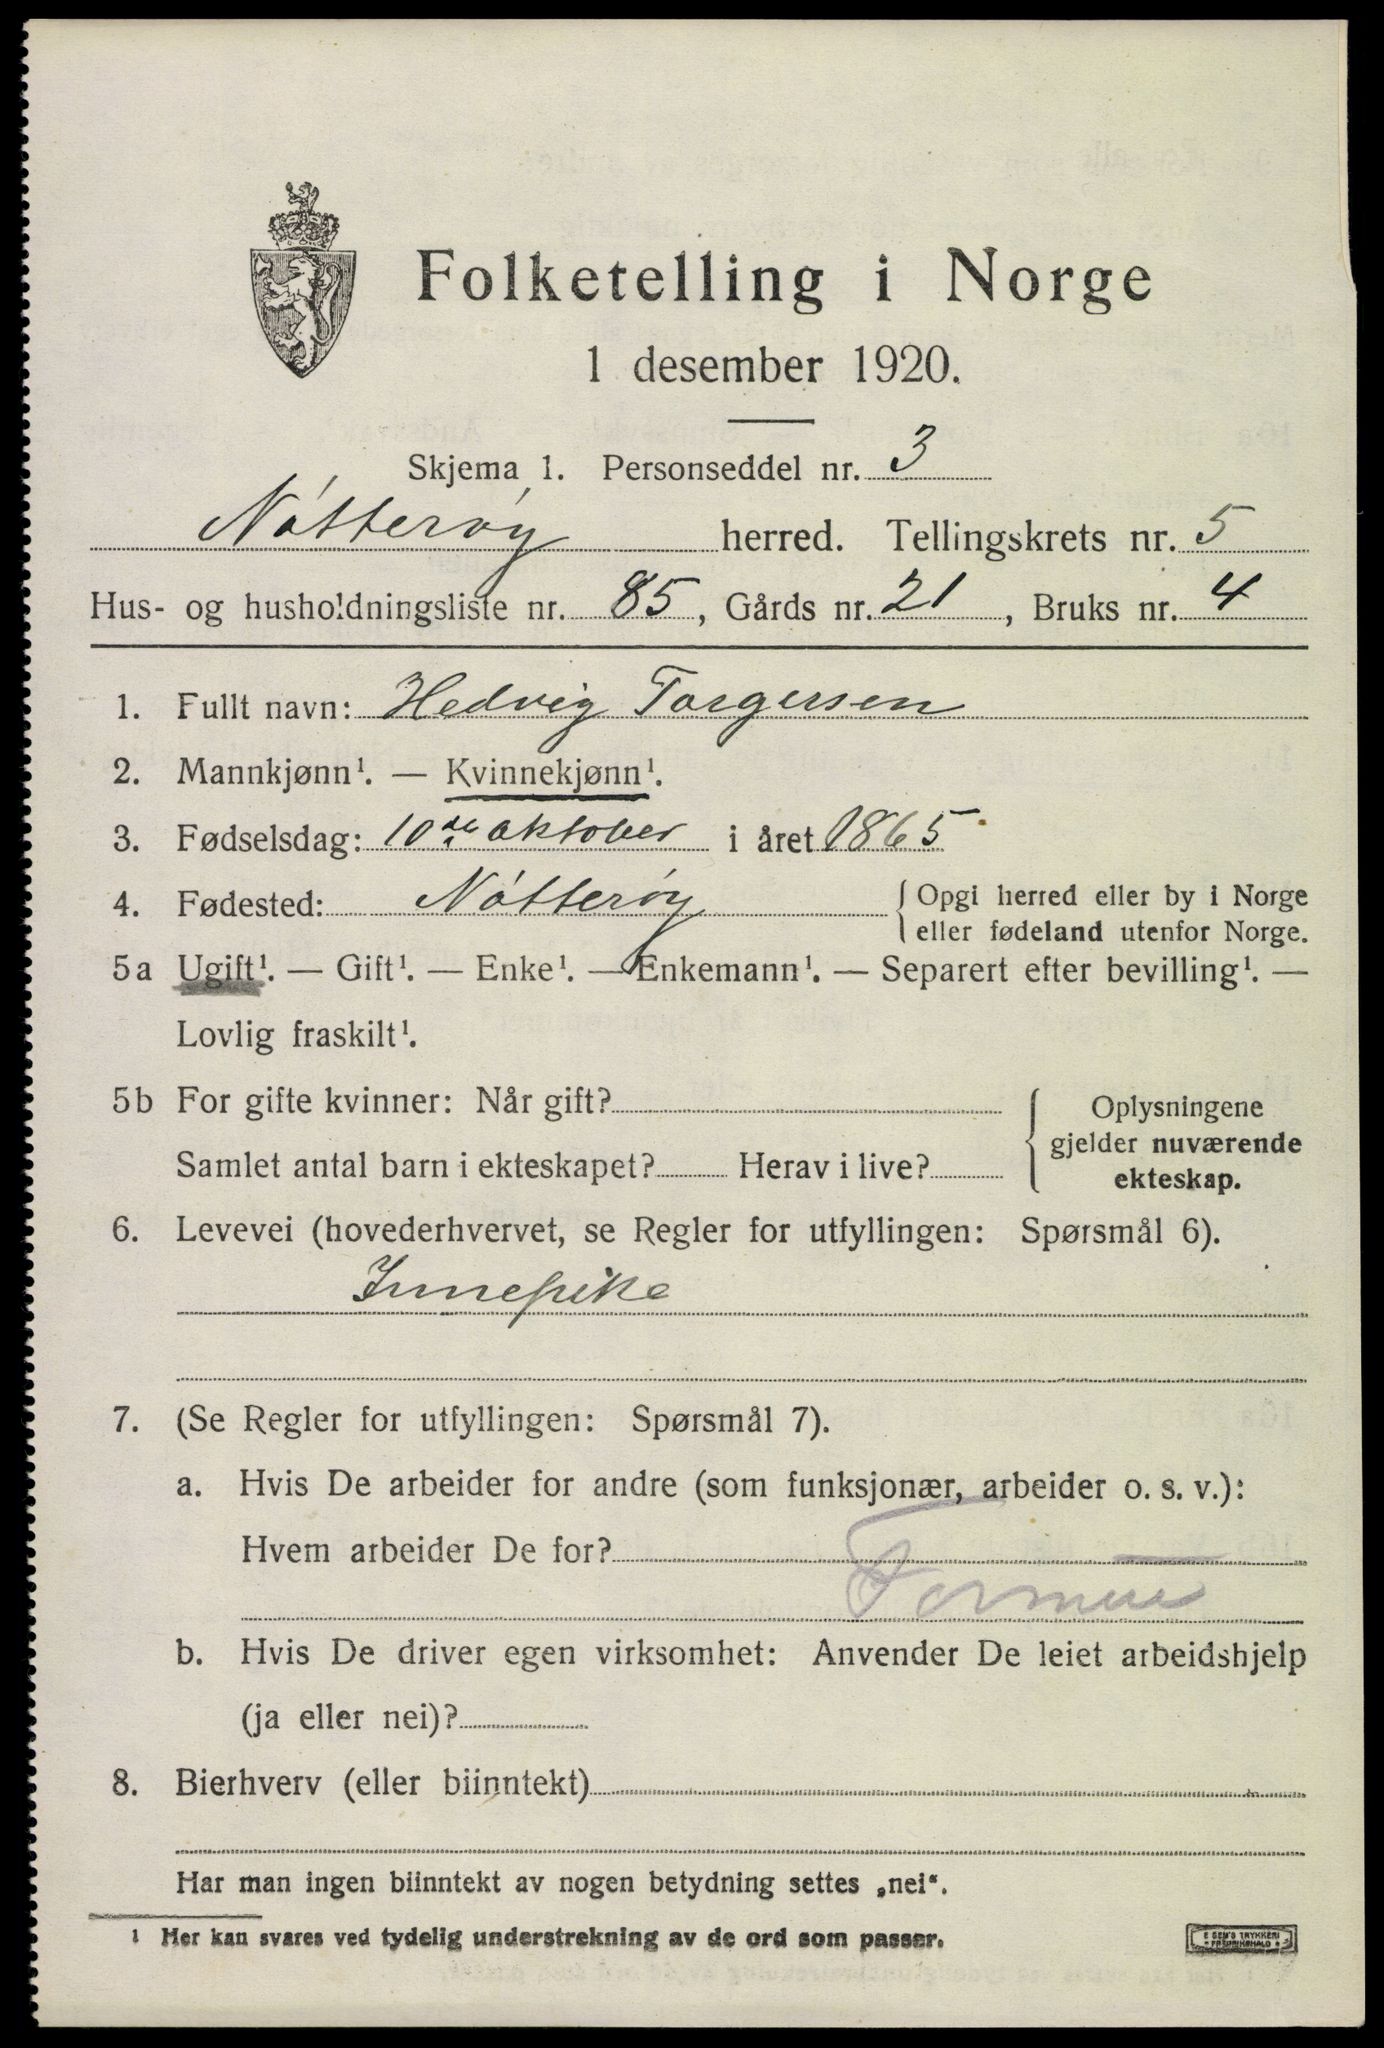 Folketelling i Norge
1 desember 1920.
Skjema 1. Personseddel nr. 3
Nøtterøy herred. Tellingskrets nr. 5
Hus- og husholdningsliste nr. 85, Gårds nr. 21, Bruks nr. 4
1. Fullt navn: Hedvig Torgersen
2. Mannkjønn¹. — Kvinnekjønn¹.
3. Fødselsdag: 10de oktober i året 1865
4. Fødested: Nøtterøy { Opgi herred eller by i Norge
eller fødeland utenfor Norge.
5a Ugift¹. — Gift¹. — Enke¹. — Enkemann¹. — Separert efter bevilling¹. —
Lovlig fraskilt¹.
5b For gifte kvinner: Når gift?
Samlet antal barn i ekteskapet? Herav i live?
{ Oplysningene
gjelder nuværende
ekteskap.
6. Levevei (hovederhvervet, se Regler for utfyllingen: Spørsmål 6).
Innepike
7. (Se Regler for utfyllingen: Spørsmål 7).
a. Hvis De arbeider for andre (som funksjonær, arbeider o. s. v.):
Hvem arbeider De for?
b. Hvis De driver egen virksomhet: Anvender De leiet arbeidshjelp
(ja eller nei)?
8. Bierhverv (eller biinntekt)
Har man ingen biinntekt av nogen betydning settes „nei“.
¹ Her kan svares ved tydelig understrekning av de ord som passer.
E SEM'S TRYKKERI
FREDRIKSHALD